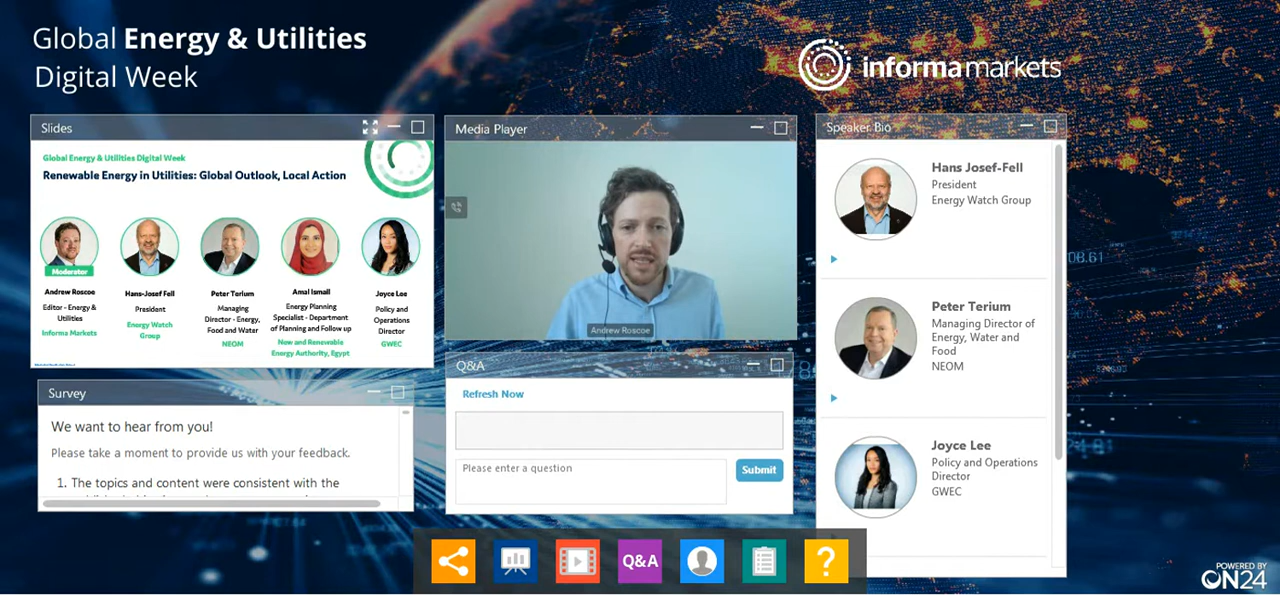 Global Energy & Utilities
Digital Week
informa markets
Slides
Global Energy & Utilities Digital Week
Renewable Energy in Utilities: Global Outlook, Local Action
Moderator
Andrew Roscoe
Editor - Energy &
Utilities
Informa Markets
Hans-Josef Fell
President
Energy Watch
Group
Peter Terium
Managing
Director - Energy,
Food and Water
NEOM
Amal Ismail
Energy Planning
Specialist - Department
of Planning and Follow up
New and Renewable
Energy Authority, Egypt
Joyce Lee
Policy and
Operations
Director
GWEC
Media Player
Andrew Roscoe
Speaker Bio
Hans Josef-Fell
President
Energy Watch Group
Peter Terium
Managing Director of
Energy, Water and
Food
NEOM
Joyce Lee
Policy and Operations
Director
GWEC
Survey
We want to hear from you!
Please take a moment to provide us with your feedback.
1. The topics and content were consistent with the
Q&A
Refresh Now
Please enter a question
Submit
Q&A
?
POWERED BY
ON24